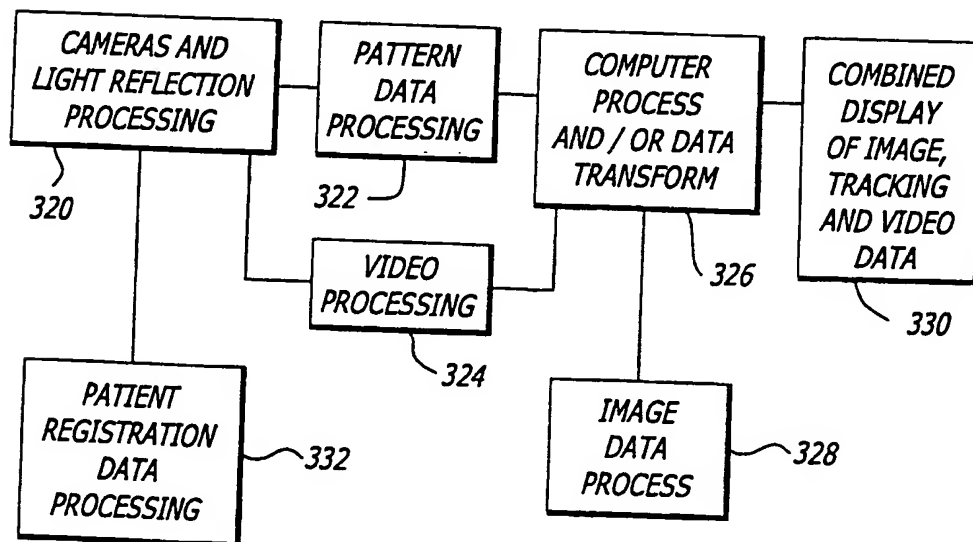 CAMERAS AND
LIGHT REFLECTION
PROCESSING
320
PATTERN
DATA
PROCESSING
322
VIDEO
PROCESSING
324
COMPUTER
PROCESS
AND / OR DATA
TRANSFORM
326
COMBINED
DISPLAY
OF IMAGE,
TRACKING
AND VIDEO
DATA
330
PATIENT
REGISTRATION
DATA
PROCESSING
332
IMAGE
DATA
PROCESS
328